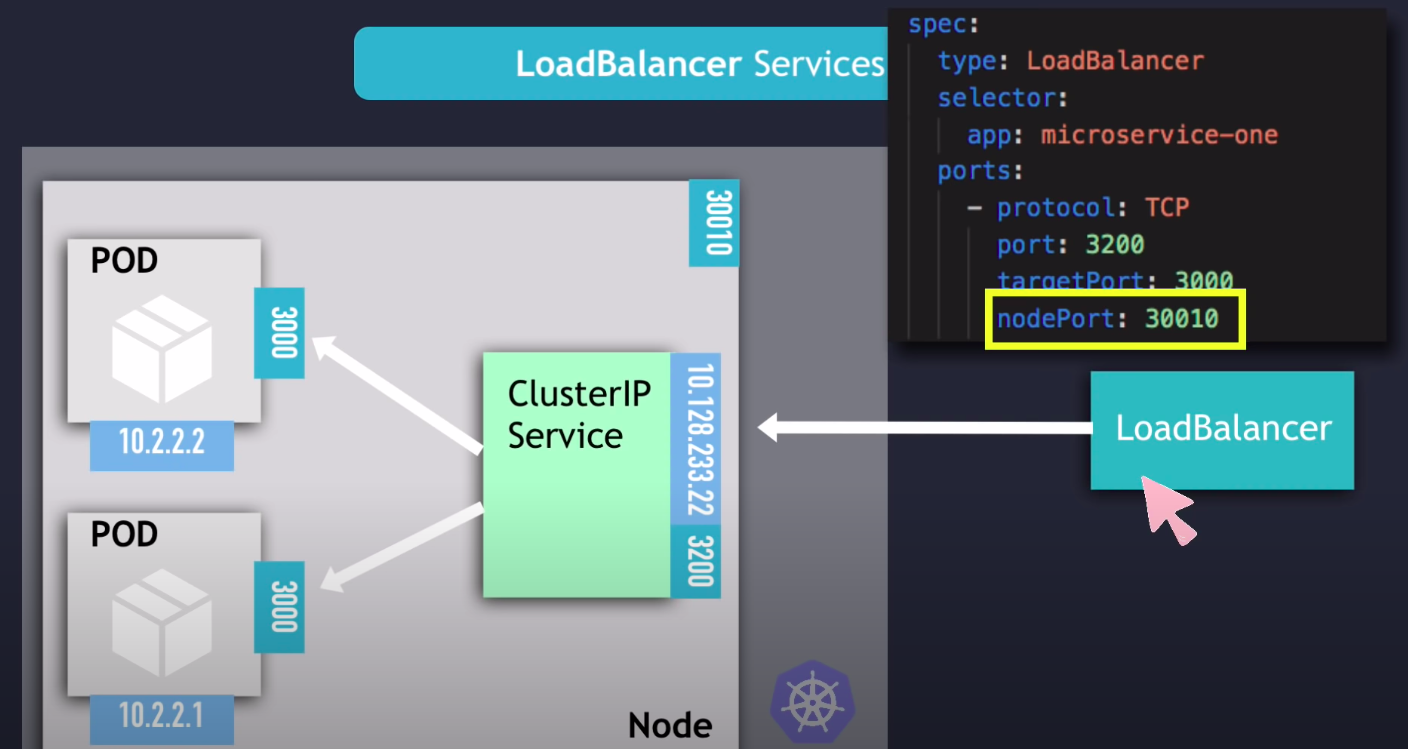 LoadBalancer Services
spec:
type: LoadBalancer
selector:
app: microservice-one
ports:
- protocol: TCP
port: 3200
targetPort: 3000
nodePort: 30010
30010
POD
3000
10.2.2.2
ClusterIP
Service
10.128.233.22
3200
LoadBalancer
POD
3000
10.2.2.1
Node